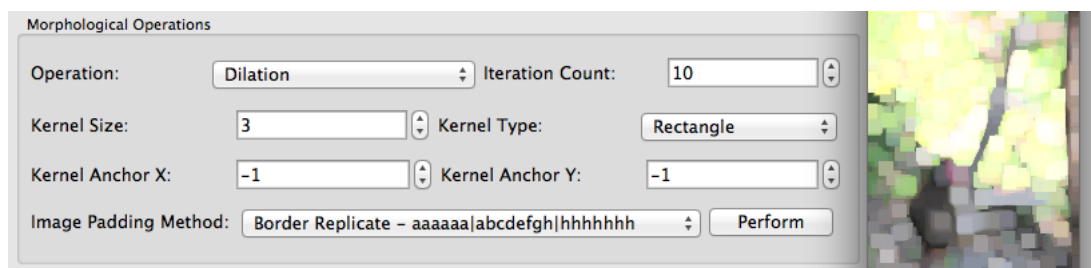 Morphological Operations
Operation: Dilation Iteration Count: 10
Kernel Size: 3 Kernel Type: Rectangle
Kernel Anchor X: -1 Kernel Anchor Y: -1
Image Padding Method: Border Replicate - aaaaaa|abcdefgh|hhhhhhh Perform